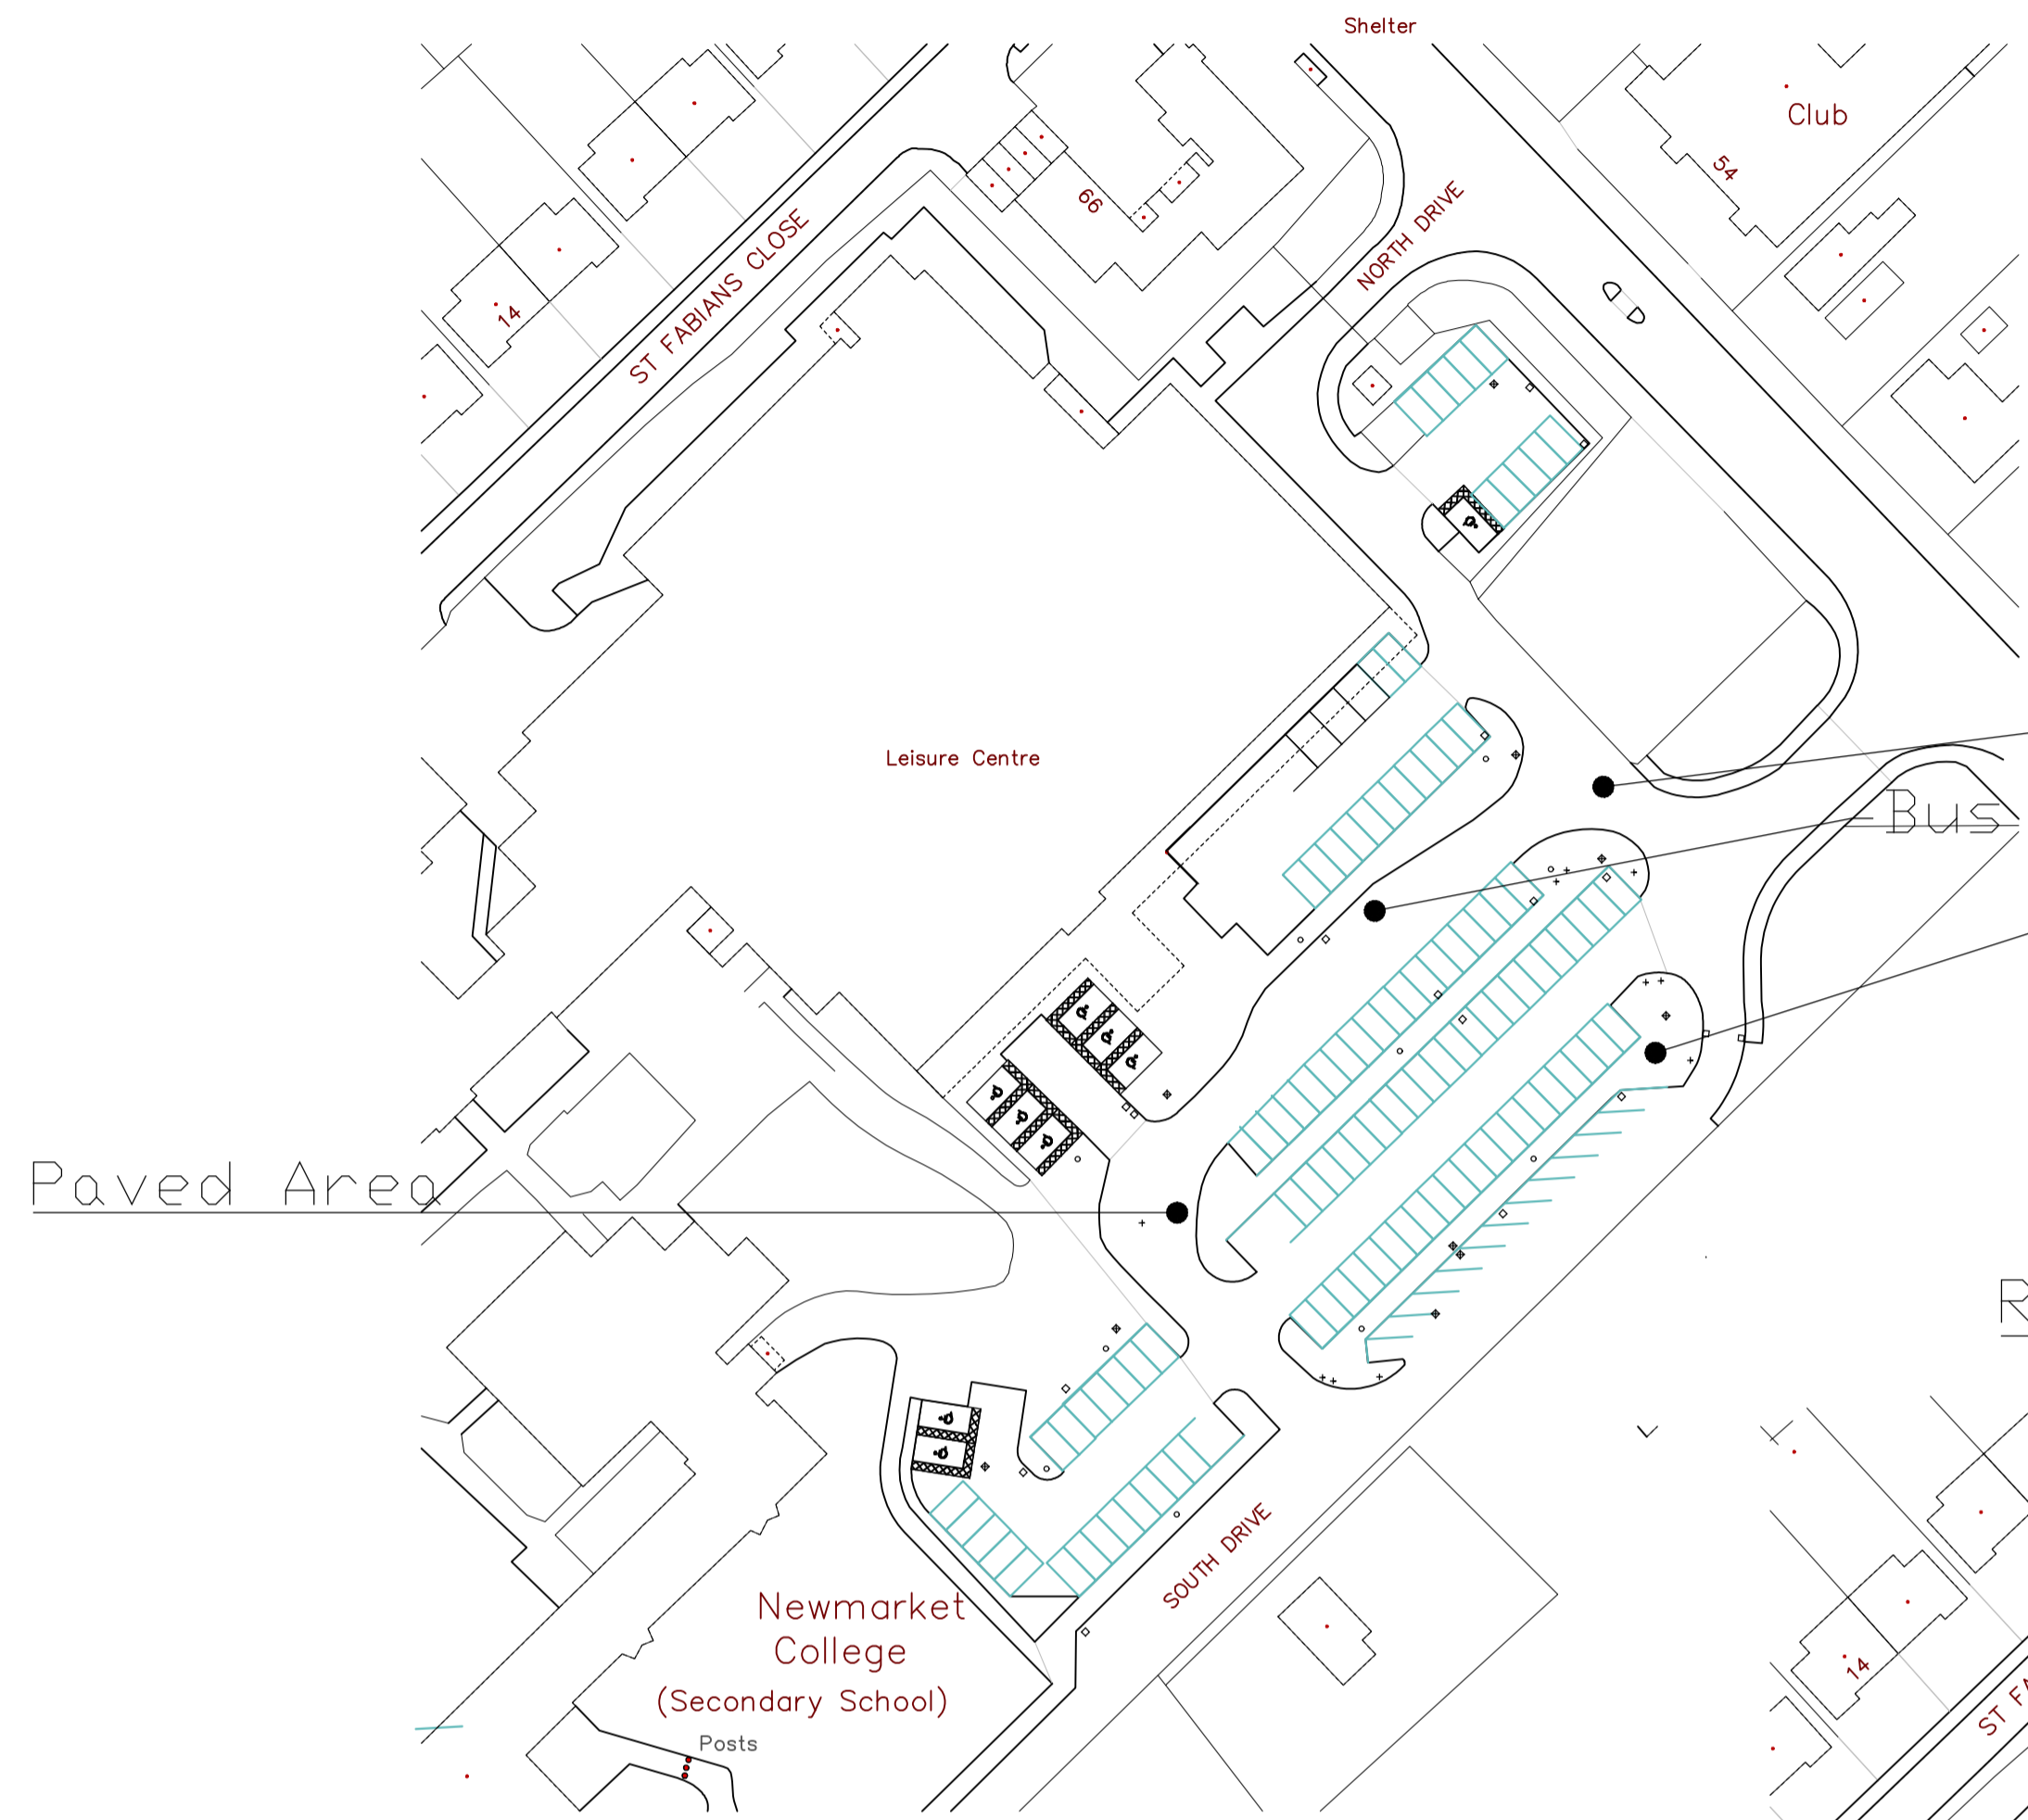 Shelter
Club
54
66
NORTH DRIVE
ST FABIANS CLOSE
14
Leisure Centre
Bus
Paved Area
R
SOUTH DRIVE
Newmarket
College
(Secondary School)
Posts
14
ST FA